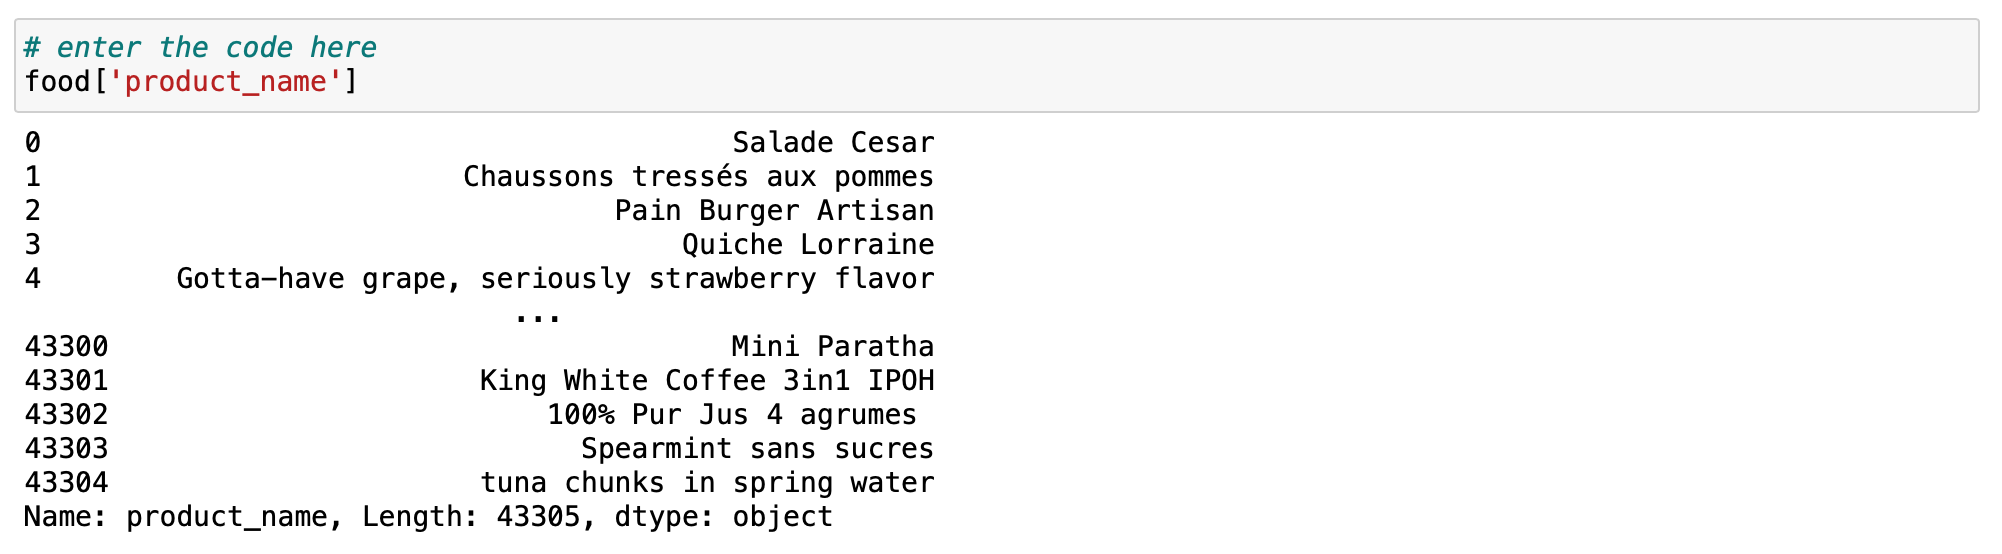 # enter the code here
food['product_name']
0 Salade Cesar
1 Chaussons tressés aux pommes
2 Pain Burger Artisan
3 Quiche Lorraine
4 Gotta-have grape, seriously strawberry flavor
...
43300 Mini Paratha
43301 King White Coffee 3in1 IPOH
43302 100% Pur Jus 4 agrumes
43303 Spearmint sans sucres
43304 tuna chunks in spring water
Name: product_name, Length: 43305, dtype: object